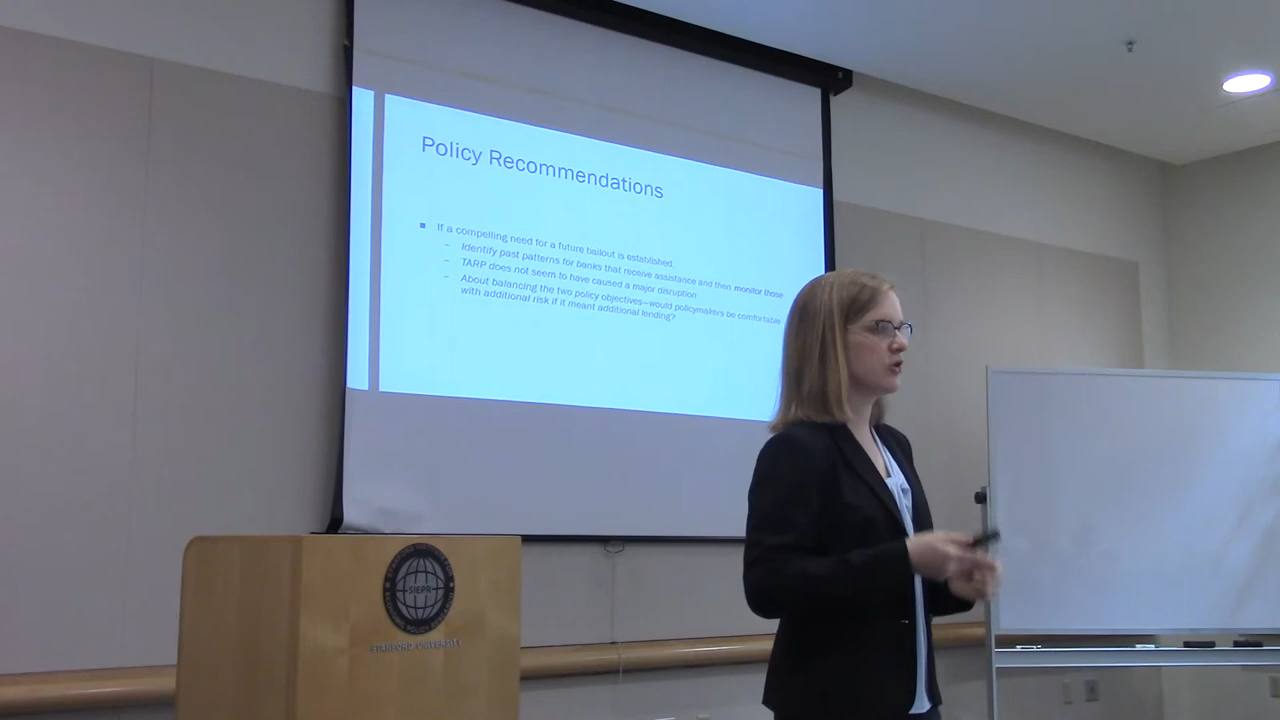 Policy Recommendations
If a compelling need for a future bailout is established.
– Identify past patterns for banks that receive assistance and then monitor those
– TARP does not seem to have caused a major disruption
– About balancing the two policy objectives—would policymakers be comfortable
with additional risk if it meant additional lending?
SIEPR
STANFORD UNIVERSITY